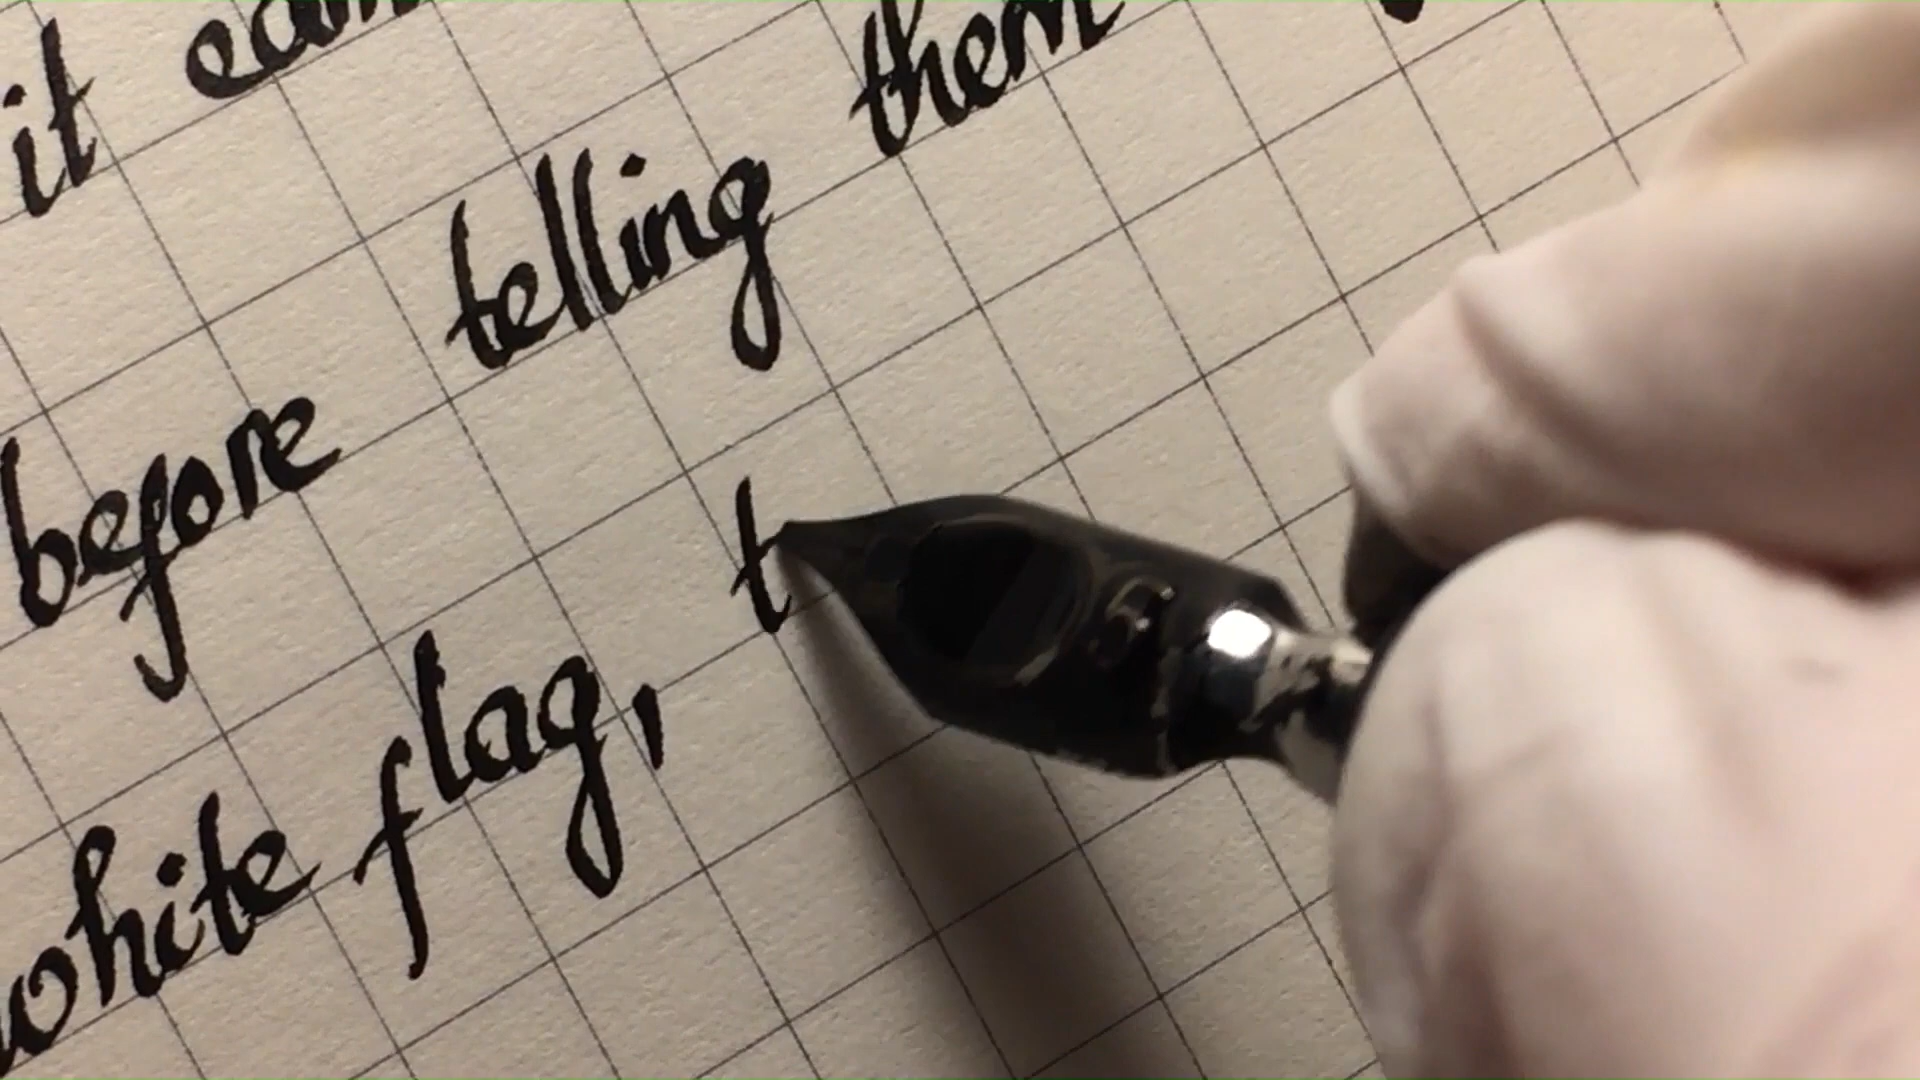 it
before telling them
white flag, t